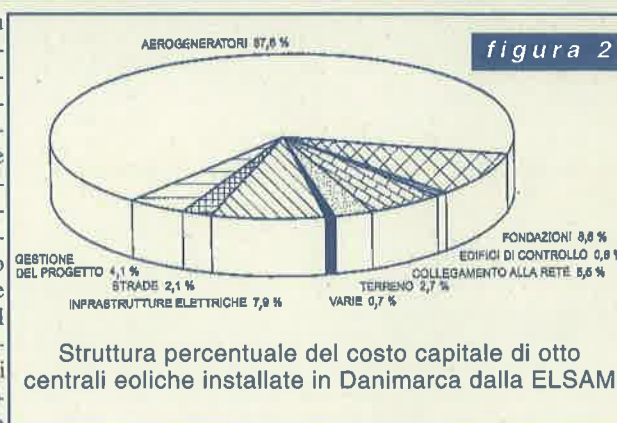 figura 2
AEROGENERATORI 67,6 %
FONDAZIONI 8,8 %
EDIFICI DI CONTROLLO 0,6 %
COLLEGAMENTO ALLA RETE 5,5 %
GESTIONE
DEL PROGETTO 4,1 %
STRADE 2,1 %
TERRENO 2,7 %
INFRASTRUTTURE ELETTRICHE 7,9 %
VARIE 0,7 %
Struttura percentuale del costo capitale di otto
centrali eoliche installate in Danimarca dalla ELSAM